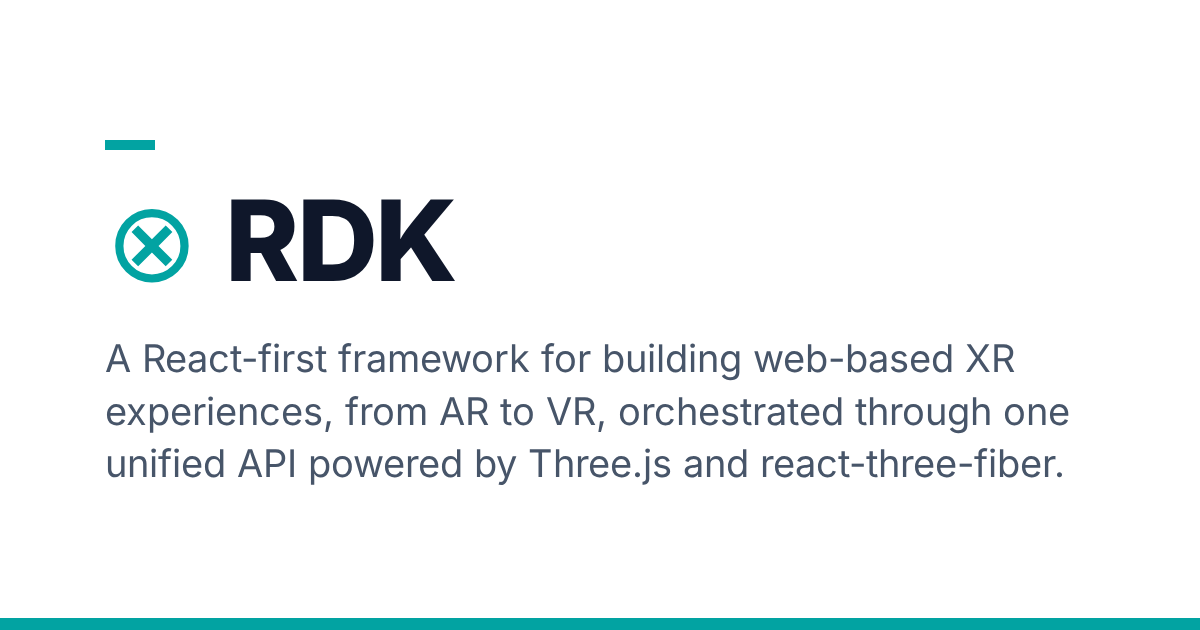 RDK
A React-first framework for building web-based XR
experiences, from AR to VR, orchestrated through one
unified API powered by Three.js and react-three-fiber.